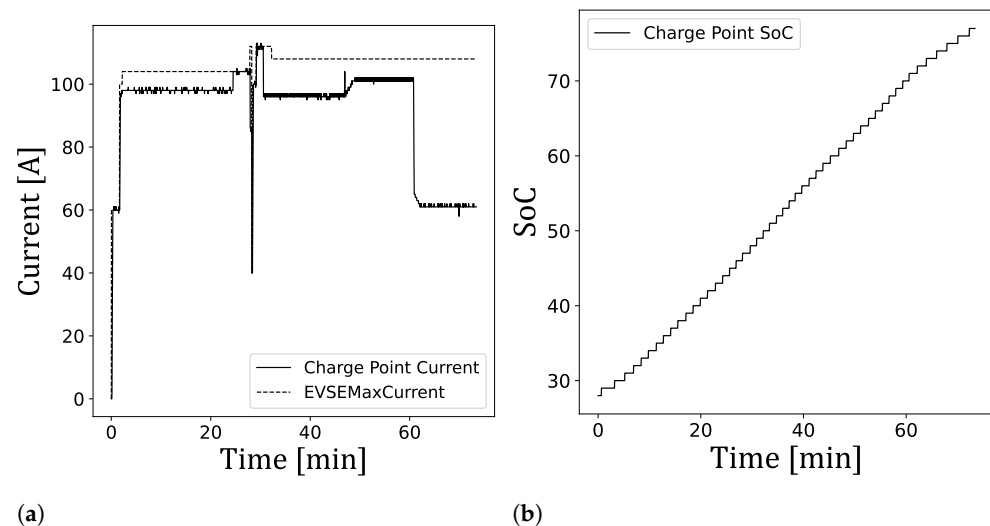 100
80
60
40
20
0
Current [A]
Charge Point Current
EVSEMaxCurrent
0 20 40 60
Time [min]
(a)
Charge Point SoC
70
60
50
40
30
SoC
0 20 40 60
Time [min]
(b)